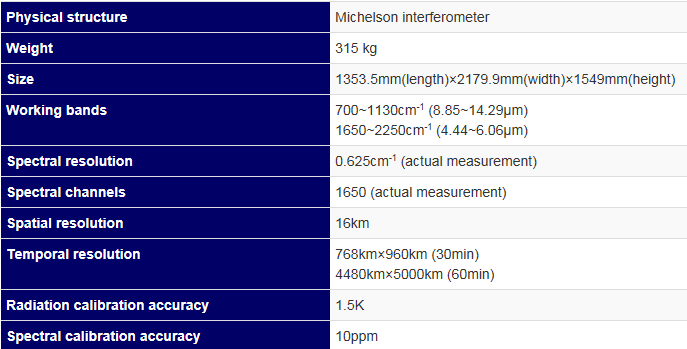 Physical structure Michelson interferometer
Weight 315 kg
Size 1353.5mm(length)×2179.9mm(width)×1549mm(height)
Working bands 700~1130cm⁻¹ (8.85~14.29μm)
1650~2250cm⁻¹ (4.44~6.06μm)
Spectral resolution 0.625cm⁻¹ (actual measurement)
Spectral channels 1650 (actual measurement)
Spatial resolution 16km
Temporal resolution 768km×960km (30min)
4480km×5000km (60min)
Radiation calibration accuracy 1.5K
Spectral calibration accuracy 10ppm